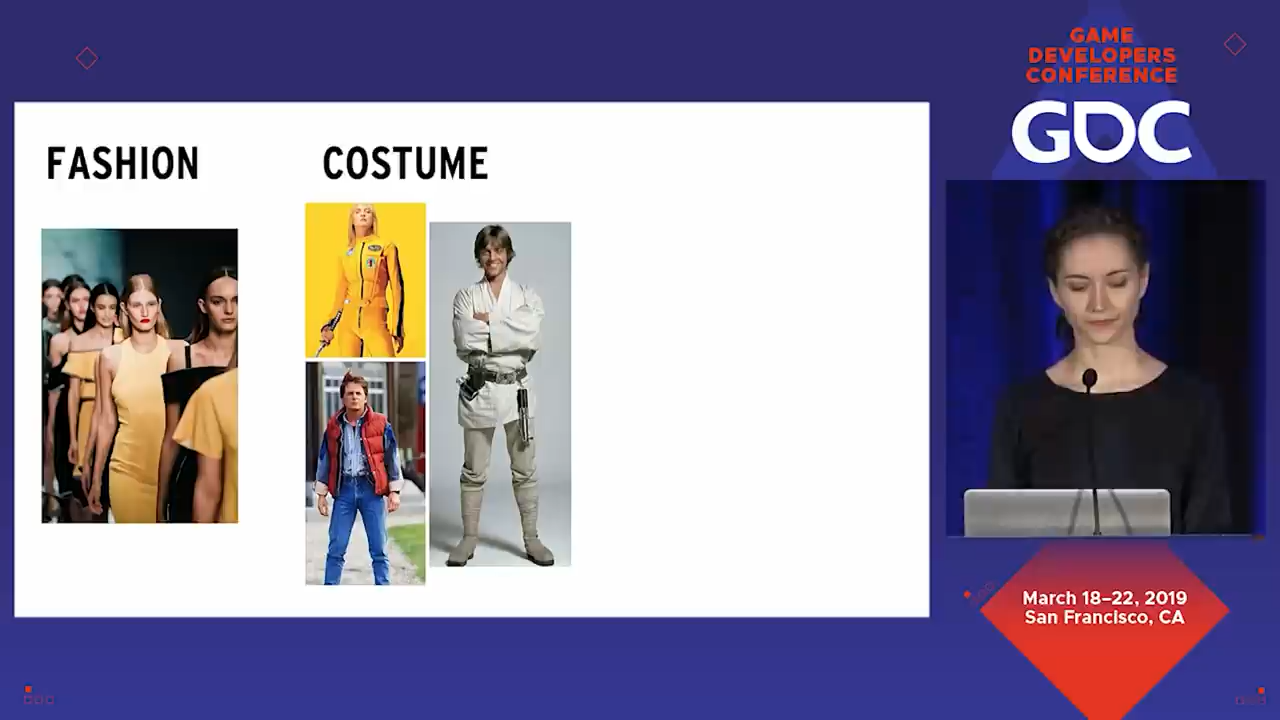 GAME
DEVELOPERS
CONFERENCE
GDC
FASHION
COSTUME
March 18–22, 2019
San Francisco, CA